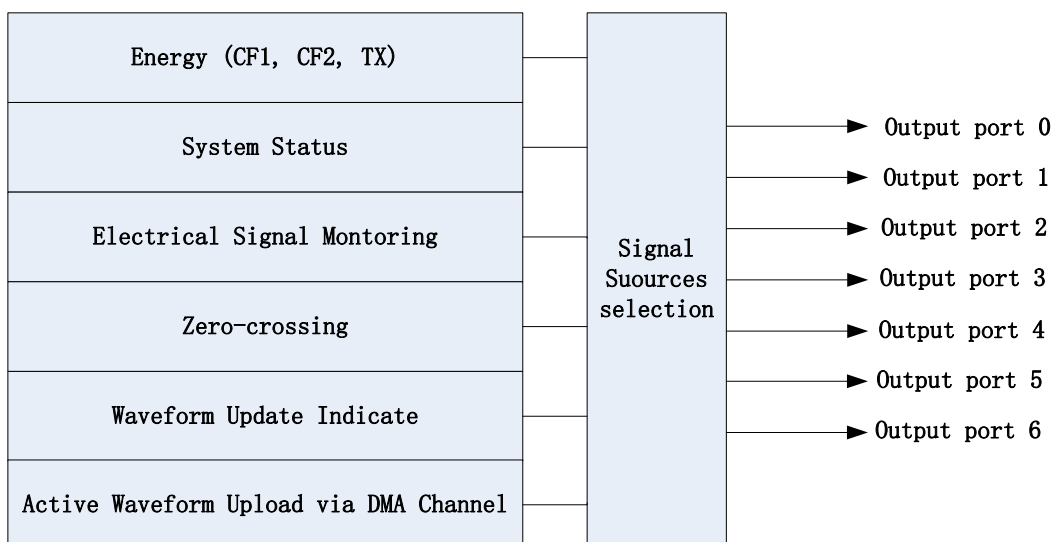 Energy (CF1, CF2, TX)
System Status
Electrical Signal Montoring
Zero-crossing
Waveform Update Indicate
Active Waveform Upload via DMA Channel
Signal
Suources
selection
Output port 0
Output port 1
Output port 2
Output port 3
Output port 4
Output port 5
Output port 6